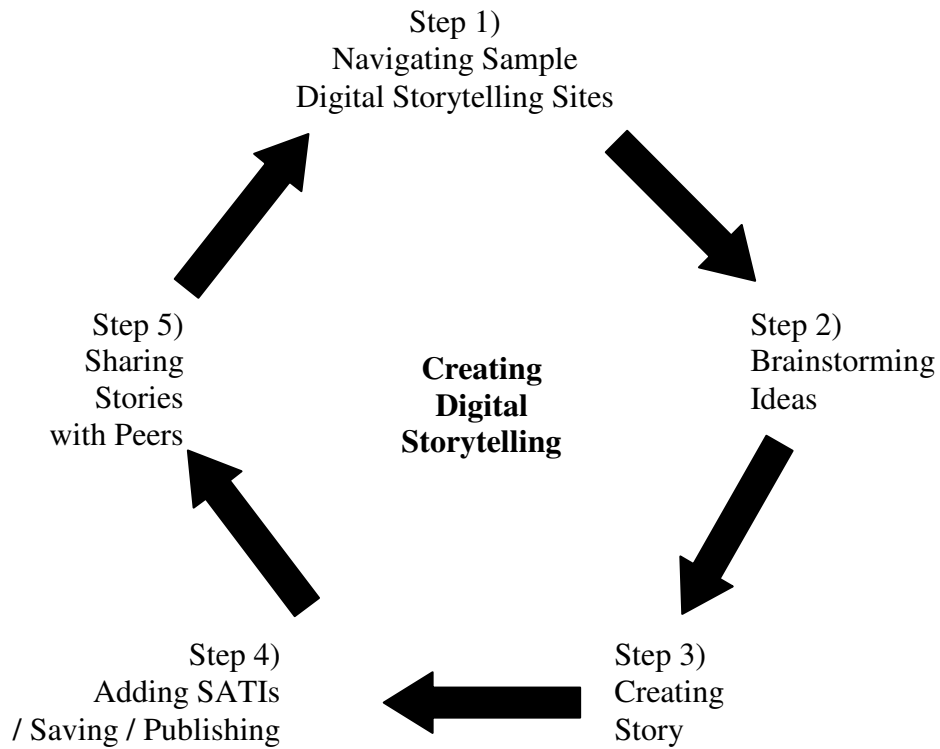 Step 1)
Navigating Sample
Digital Storytelling Sites
Step 2)
Brainstorming
Ideas
Step 3)
Creating
Story
Step 4)
Adding SATIs
/ Saving / Publishing
Step 5)
Sharing
Stories
with Peers
Creating
Digital
Storytelling